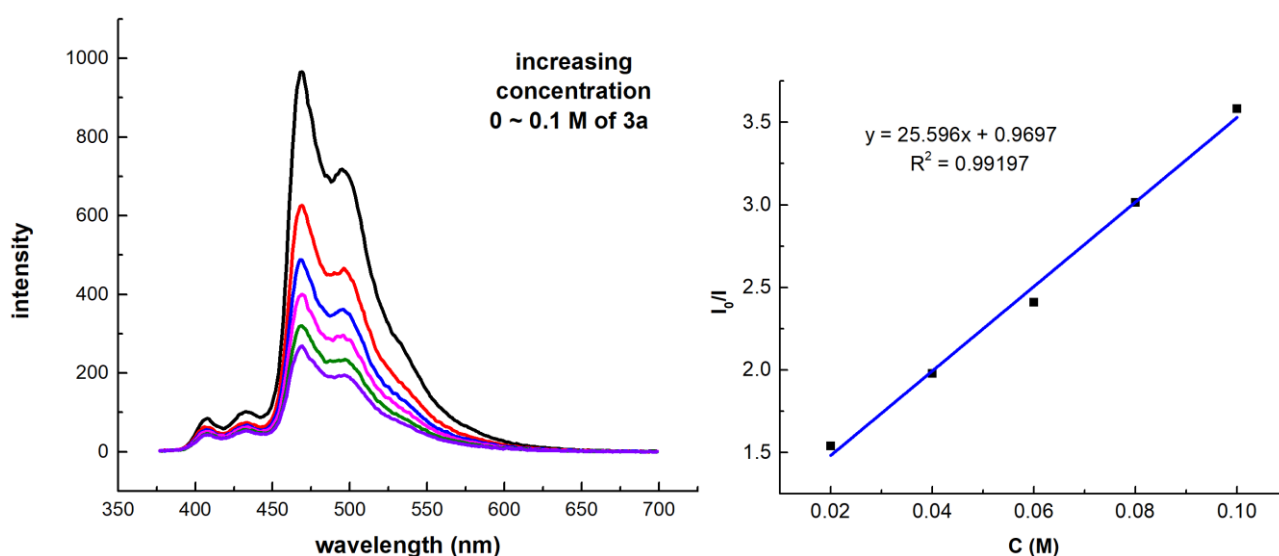 increasing
concentration
0 ~ 0.1 M of 3a
1000
800
600
400
200
0
350
400
450
500
550
600
650
700
intensity
wavelength (nm)
y = 25.596x + 0.9697
R² = 0.99197
3.5
3.0
2.5
2.0
1.5
0.02
0.04
0.06
0.08
0.10
I₀/I
C (M)